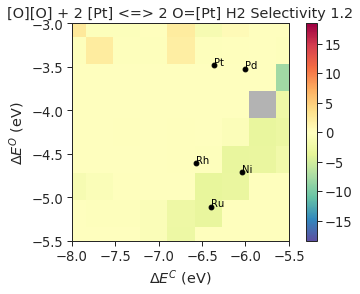 [O][O] + 2 [Pt] <=> 2 O=[Pt] H2 Selectivity 1.2
−3.0
−3.5
−4.0
−4.5
−5.0
−5.5
ΔE^O (eV)
Pt
Pd
Rh
Ni
Ru
−8.0 −7.5 −7.0 −6.5 −6.0 −5.5
ΔE^C (eV)
15
10
5
0
−5
−10
−15